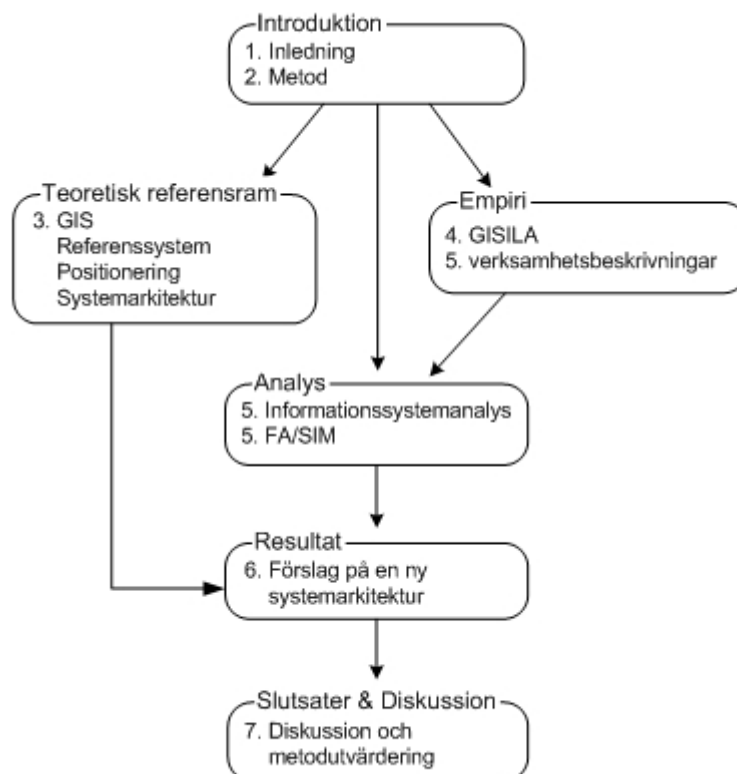 Introduktion
1. Inledning
2. Metod
Teoretisk referensram
3. GIS
Referenssystem
Positionering
Systemarkitektur
Empiri
4. GISILA
5. verksamhetsbeskrivningar
Analys
5. Informationssystemanalys
5. FA/SIM
Resultat
6. Förslag på en ny
systemarkitektur
Slutsater & Diskussion
7. Diskussion och
metodutvärdering